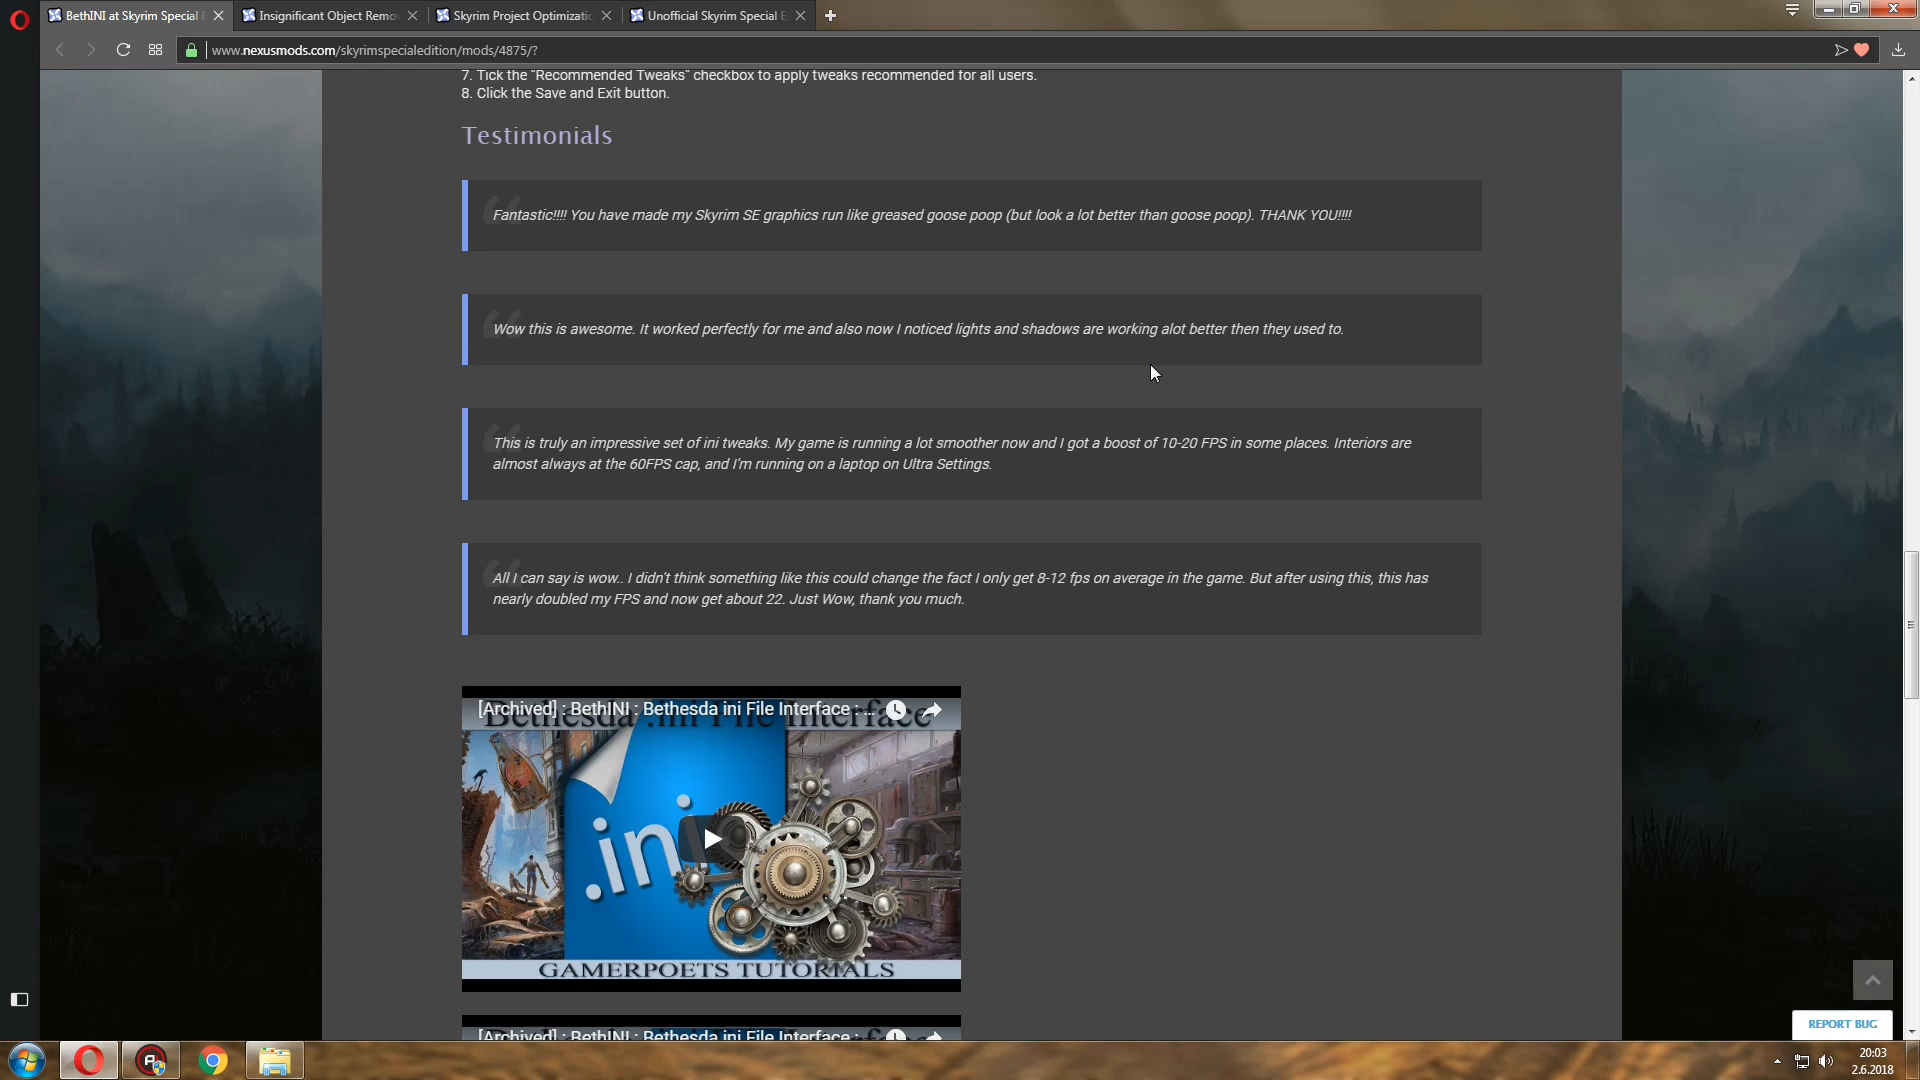 BethINI at Skyrim Special E
Insignificant Object Remo
Skyrim Project Optimizatio
Unofficial Skyrim Special E
www.nexusmods.com/skyrimspecialedition/mods/4875/?
7. Tick the "Recommended Tweaks" checkbox to apply tweaks recommended for all users.
8. Click the Save and Exit button.
Testimonials
Fantastic!!!! You have made my Skyrim SE graphics run like greased goose poop (but look a lot better than goose poop). THANK YOU!!!!
Wow this is awesome. It worked perfectly for me and also now I noticed lights and shadows are working alot better then they used to.
This is truly an impressive set of ini tweaks. My game is running a lot smoother now and I got a boost of 10-20 FPS in some places. Interiors are
almost always at the 60FPS cap, and I'm running on a laptop on Ultra Settings.
All I can say is wow.. I didn't think something like this could change the fact I only get 8-12 fps on average in the game. But after using this, this has
nearly doubled my FPS and now get about 22. Just Wow, thank you much.
Bethesda .ini File Interface
[Archived] : BethINI : Bethesda ini File Interface : ...
.ini
GAMERPOETS TUTORIALS
[Archived] : BethINI : Bethesda ini File Interface :
REPORT BUG
20:03
2.6.2018